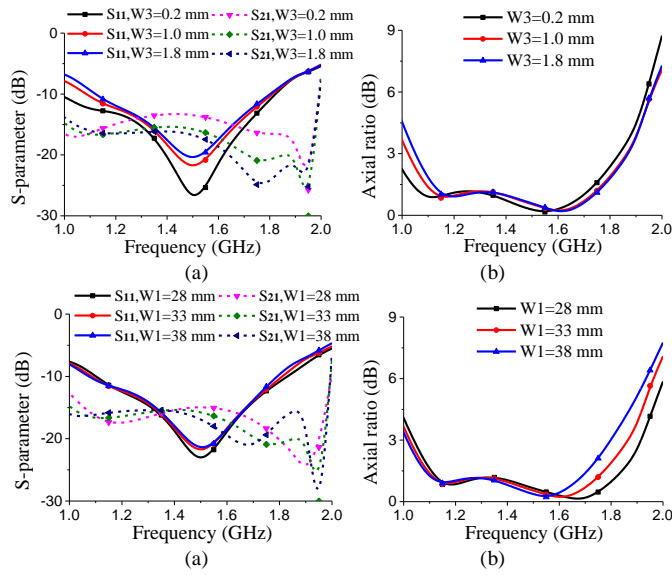 S11,W3=0.2 mm S21,W3=0.2 mm
S11,W3=1.0 mm S21,W3=1.0 mm
S11,W3=1.8 mm S21,W3=1.8 mm
0
-10
-20
-30
S-parameter (dB)
1.0 1.2 1.4 1.6 1.8 2.0
Frequency (GHz)
(a)
W3=0.2 mm
W3=1.0 mm
W3=1.8 mm
9
6
3
0
Axial ratio (dB)
1.0 1.2 1.4 1.6 1.8 2.0
Frequency (GHz)
(b)
S11,W1=28 mm S21,W1=28 mm
S11,W1=33 mm S21,W1=33 mm
S11,W1=38 mm S21,W1=38 mm
0
-10
-20
-30
S-parameter (dB)
1.0 1.2 1.4 1.6 1.8 2.0
Frequency (GHz)
(a)
W1=28 mm
W1=33 mm
W1=38 mm
9
6
3
0
Axial ratio (dB)
1.0 1.2 1.4 1.6 1.8 2.0
Frequency (GHz)
(b)